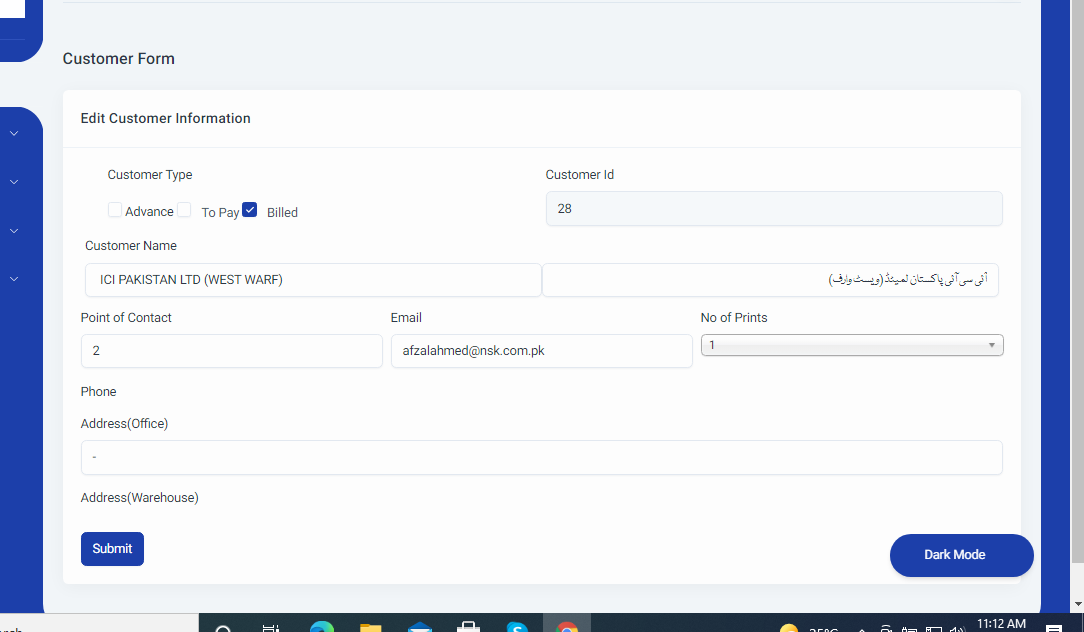 Customer Form
Edit Customer Information
Customer Type
Customer Id
Advance To Pay Billed
28
Customer Name
ICI PAKISTAN LTD (WEST WARF)
آئی سی آئی پاکستان لمیٹڈ (ویسٹ وارف)
Point of Contact
Email
No of Prints
2
afzalahmed@nsk.com.pk
1
Phone
Address(Office)
-
Address(Warehouse)
Submit
Dark Mode
11:12 AM